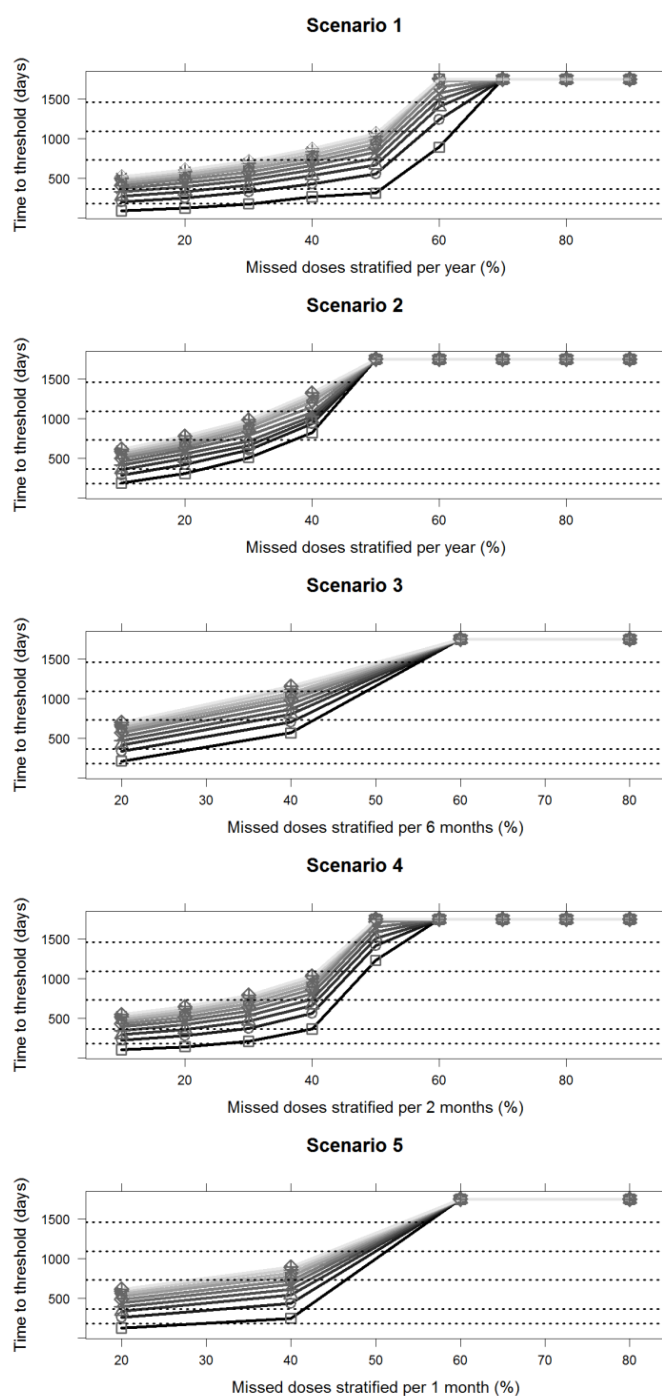 Scenario 1
Time to threshold (days)
1500
1000
500
20 40 60 80
Missed doses stratified per year (%)
Scenario 2
Time to threshold (days)
1500
1000
500
20 40 60 80
Missed doses stratified per year (%)
Scenario 3
Time to threshold (days)
1500
1000
500
20 30 40 50 60 70 80
Missed doses stratified per 6 months (%)
Scenario 4
Time to threshold (days)
1500
1000
500
20 40 60 80
Missed doses stratified per 2 months (%)
Scenario 5
Time to threshold (days)
1500
1000
500
20 30 40 50 60 70 80
Missed doses stratified per 1 month (%)